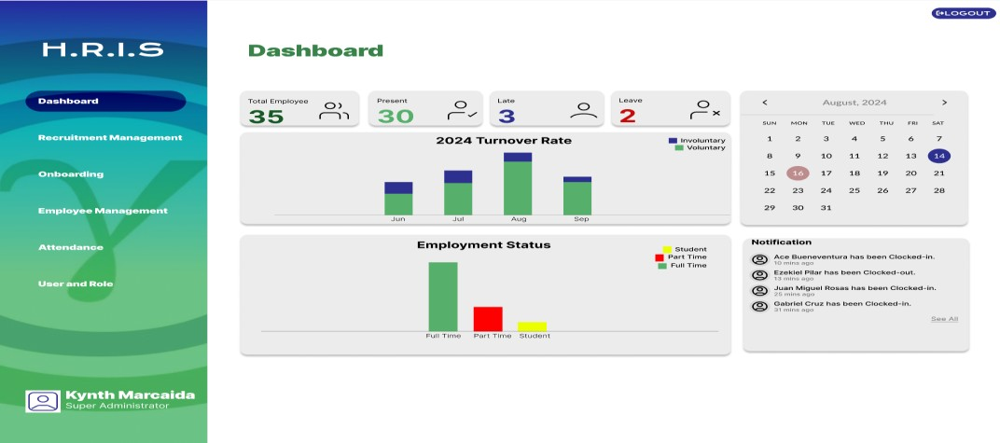 LOGOUT
H.R.I.S
Dashboard
Recruitment Management
Onboarding
Employee Management
Attendance
User and Role
Kynth Marcaida
Super Administrator
Dashboard
Total Employee
35
Present
30
Late
3
Leave
2
2024 Turnover Rate
Involuntary
Voluntary
Jun Jul Aug Sep
Employment Status
Student
Part Time
Full Time
Full Time Part Time Student
< August, 2024 >
SUN MON TUE WED THU FRI SAT
1 2 3 4 5 6 7
8 9 10 11 12 13 14
15 16 17 18 19 20 21
22 23 24 25 26 27 28
29 30 31
Notification
Ace Bueneventura has been Clocked-in.
10 mins ago
Ezekiel Pilar has been Clocked-out.
13 mins ago
Juan Miguel Rosas has been Clocked-in.
25 mins ago
Gabriel Cruz has been Clocked-in.
31 mins ago
See All